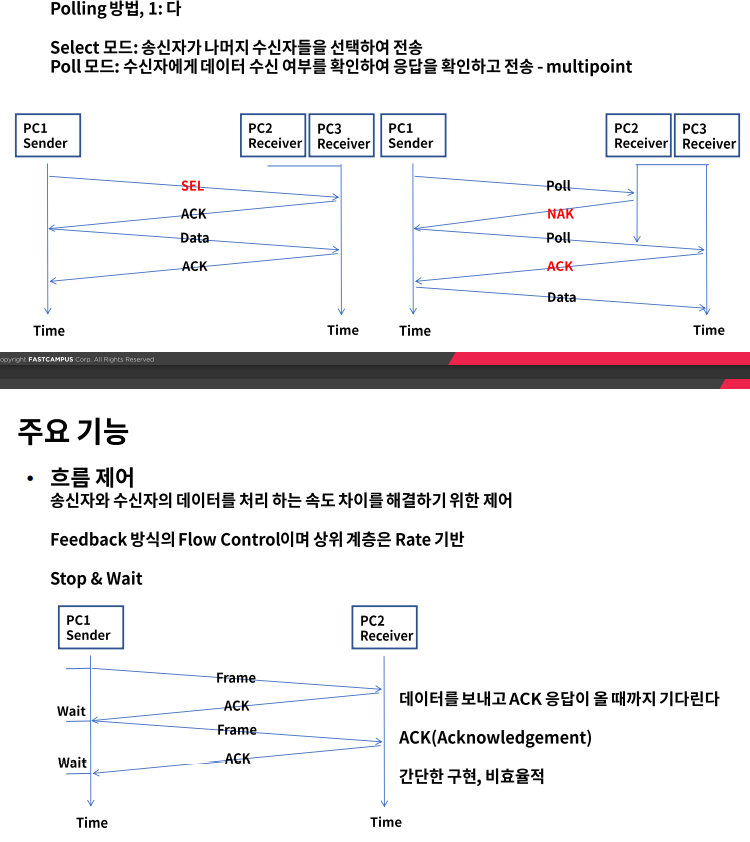 Polling 방법, 1: 다
Select 모드: 송신자가 나머지 수신자들을 선택하여 전송
Poll 모드: 수신자에게 데이터 수신 여부를 확인하여 응답을 확인하고 전송 - multipoint
PC1
Sender
PC2
Receiver
PC3
Receiver
SEL
ACK
Data
ACK
Time
Time
PC1
Sender
PC2
Receiver
PC3
Receiver
Poll
NAK
Poll
ACK
Data
Time
Time
opyright FASTCAMPUS Corp. All Rights Reserved
주요 기능
• 흐름 제어
송신자와 수신자의 데이터를 처리 하는 속도 차이를 해결하기 위한 제어
Feedback 방식의 Flow Control이며 상위 계층은 Rate 기반
Stop & Wait
PC1
Sender
PC2
Receiver
Frame
ACK
Wait
Frame
ACK
Wait
Time
Time
데이터를 보내고 ACK 응답이 올 때까지 기다린다
ACK(Acknowledgement)
간단한 구현, 비효율적